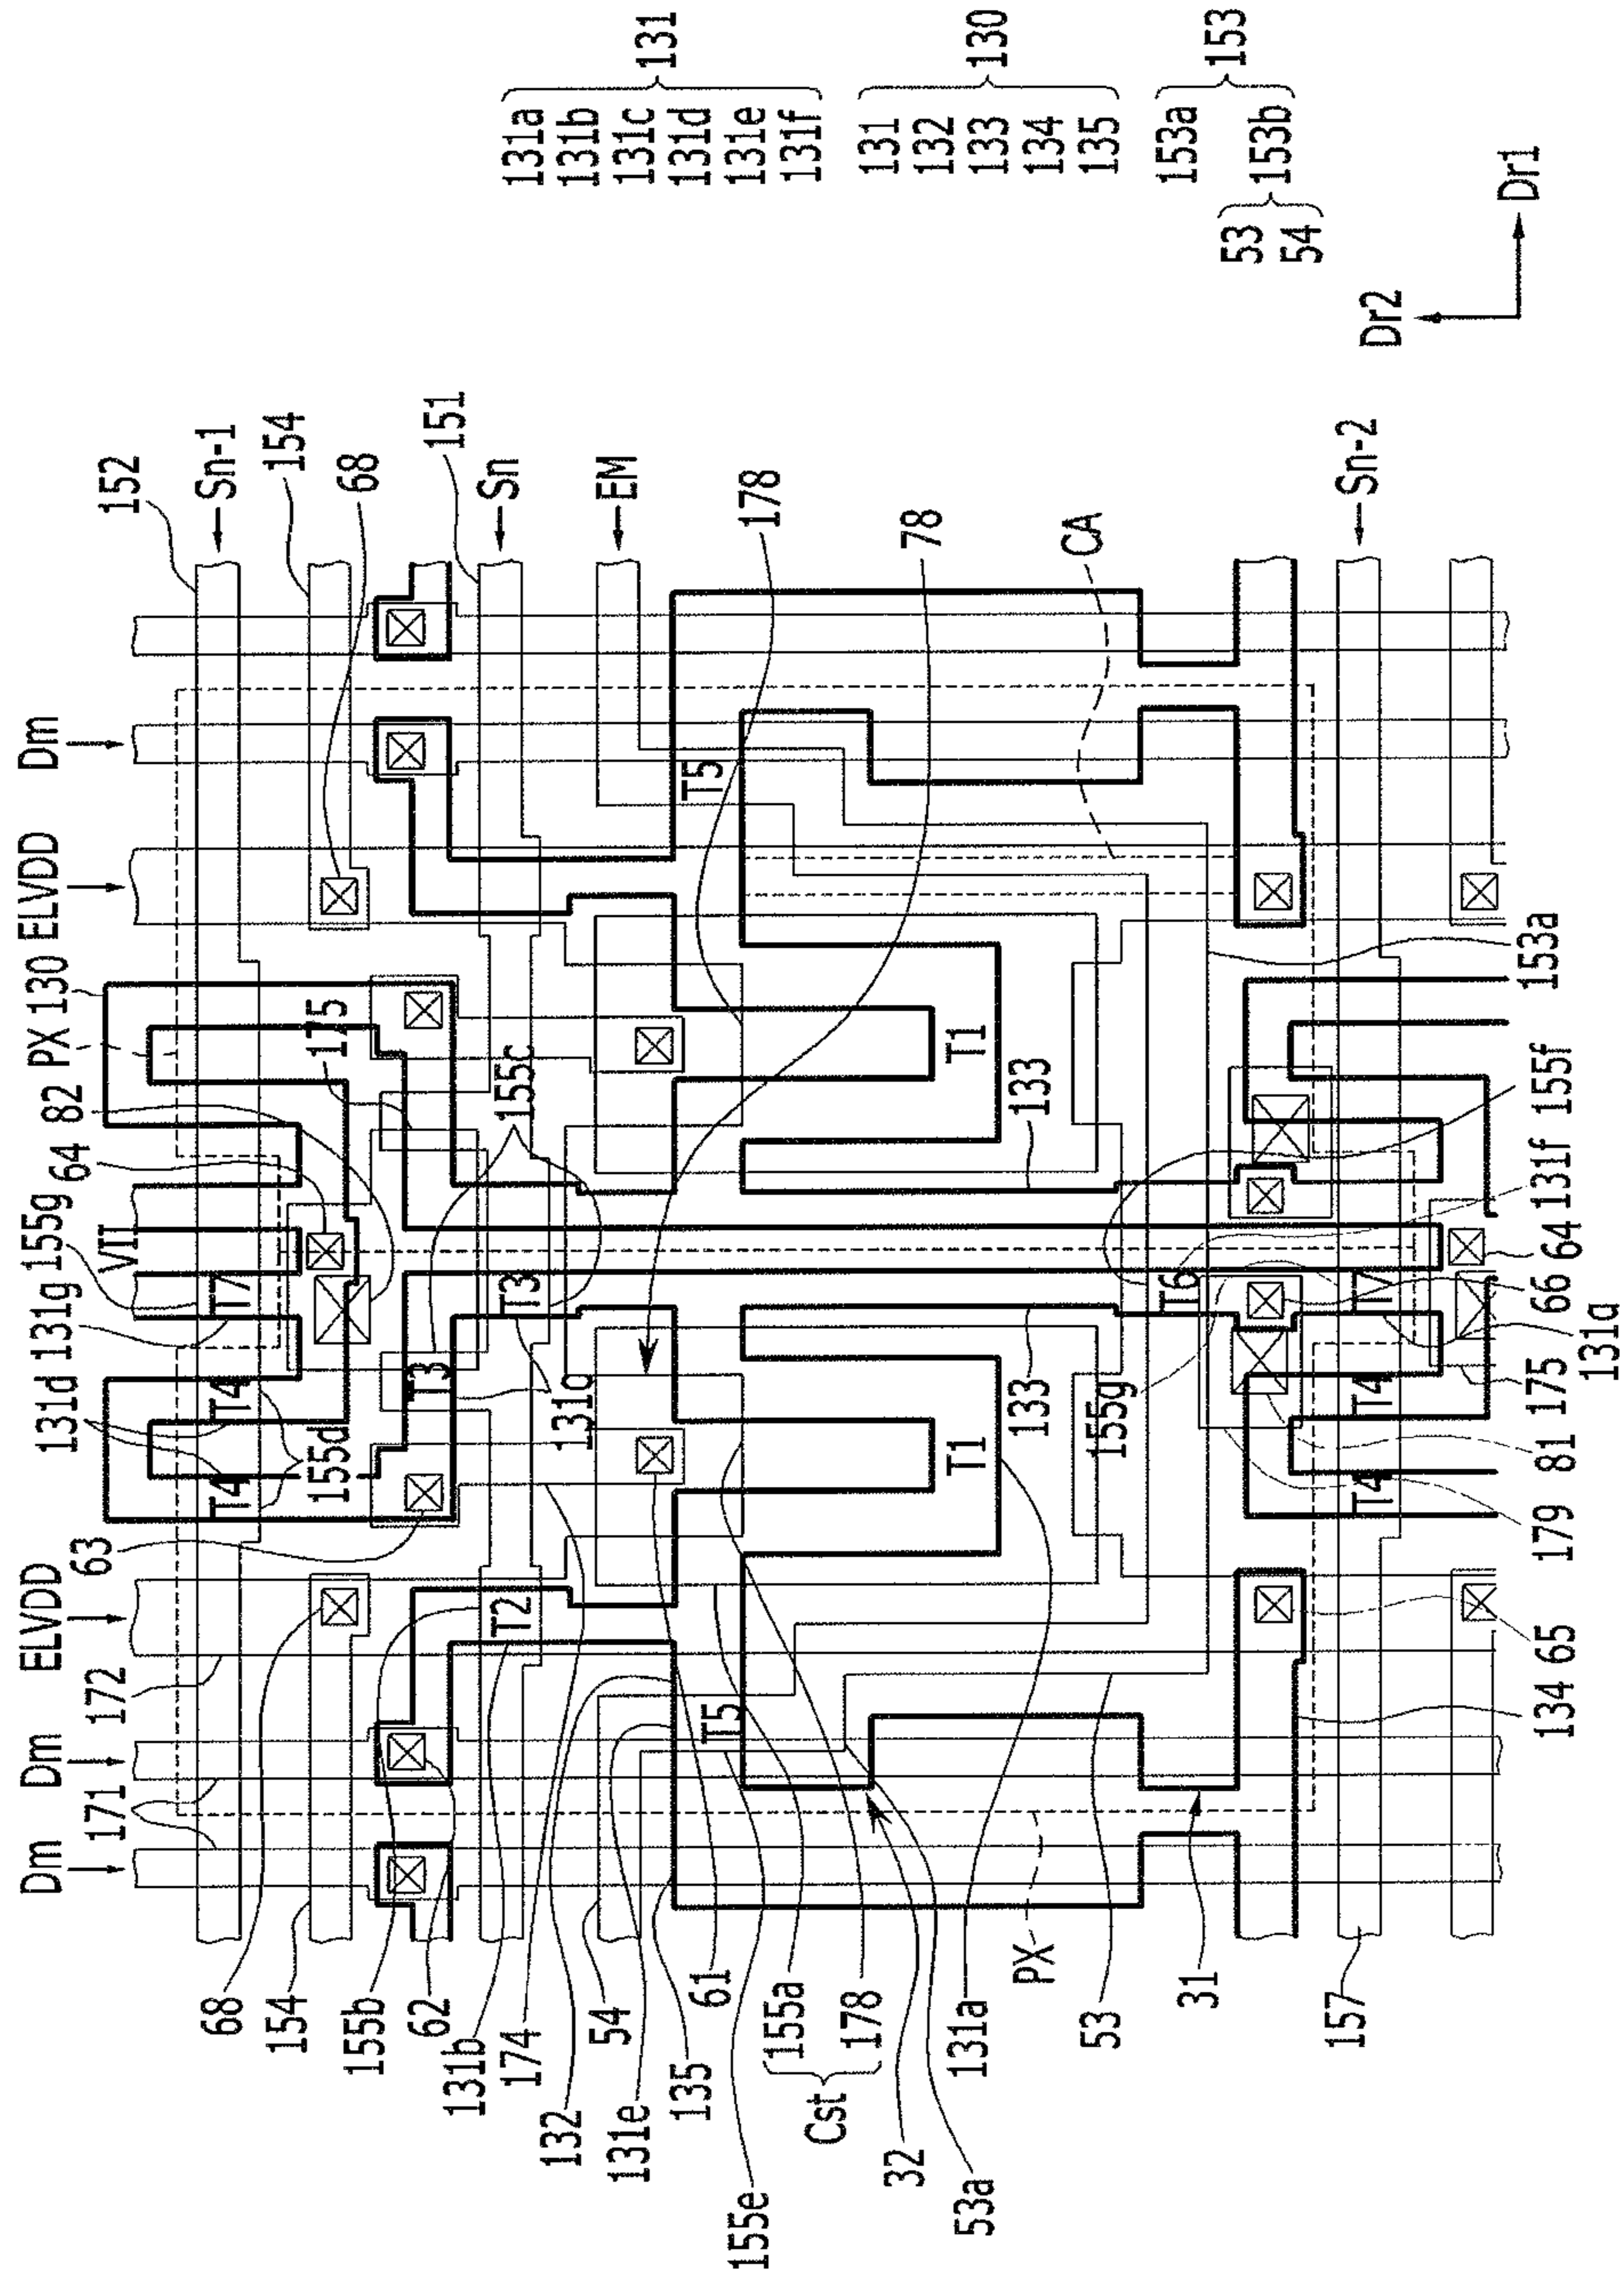 Dm
Dm
171
172
ELVDD
VII
PX
130
ELVDD
Dm
131d
131g
155g
64
82
175
152
Sn-1
154
68
151
Sn
EM
178
78
CA
Sn-2
68
154
155b
62
131b
174
132
54
131e
135
155e
61
155a
178
Cst
32
53a
131a
PX
53
31
157
63
T4
T4
T7
155d
T3
155c
T2
T3
131g
T5
T5
T1
T1
133
133
T6
155g
T7
T4
T4
134
65
179
81
175
131g
66
64
131f
155f
153a
131a
131b
131c
131d
131e
131f
131
131
132
133
134
135
130
153a
153b
153
53
54
Dr2
Dr1